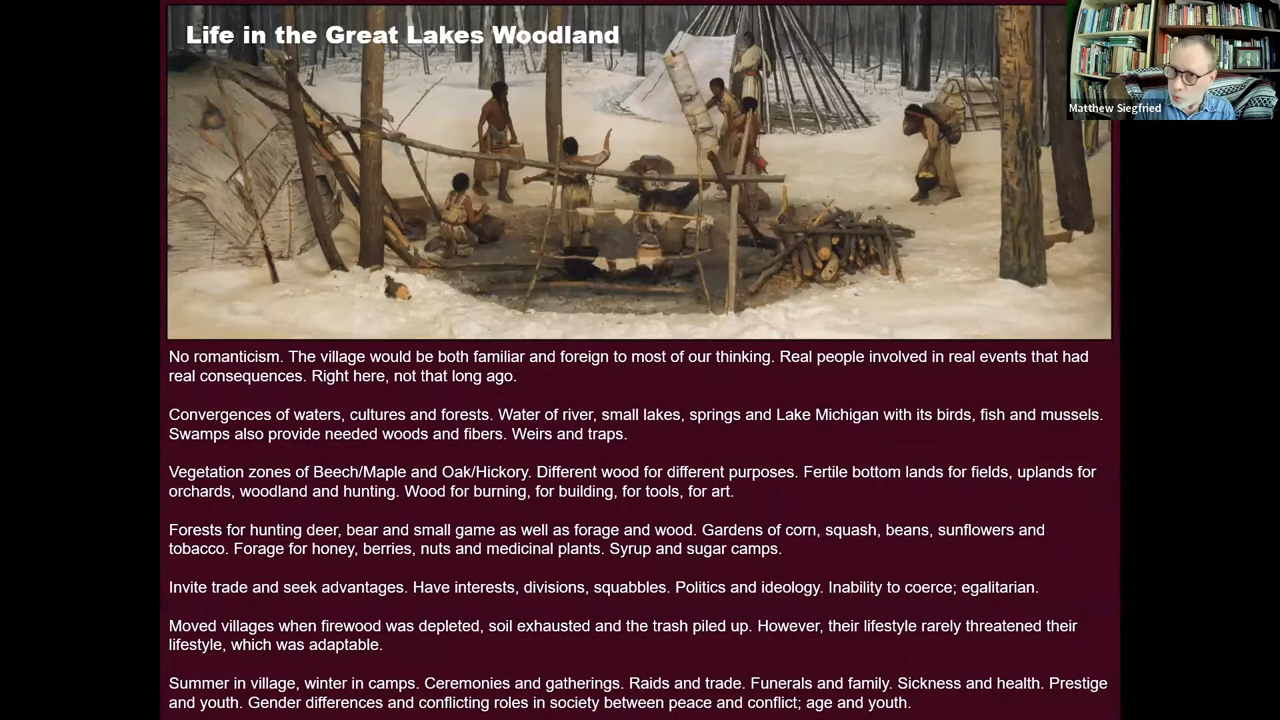 Life in the Great Lakes Woodland
Matthew Siegfried
No romanticism. The village would be both familiar and foreign to most of our thinking. Real people involved in real events that had
real consequences. Right here, not that long ago.
Convergences of waters, cultures and forests. Water of river, small lakes, springs and Lake Michigan with its birds, fish and mussels.
Swamps also provide needed woods and fibers. Weirs and traps.
Vegetation zones of Beech/Maple and Oak/Hickory. Different wood for different purposes. Fertile bottom lands for fields, uplands for
orchards, woodland and hunting. Wood for burning, for building, for tools, for art.
Forests for hunting deer, bear and small game as well as forage and wood. Gardens of corn, squash, beans, sunflowers and
tobacco. Forage for honey, berries, nuts and medicinal plants. Syrup and sugar camps.
Invite trade and seek advantages. Have interests, divisions, squabbles. Politics and ideology. Inability to coerce; egalitarian.
Moved villages when firewood was depleted, soil exhausted and the trash piled up. However, their lifestyle rarely threatened their
lifestyle, which was adaptable.
Summer in village, winter in camps. Ceremonies and gatherings. Raids and trade. Funerals and family. Sickness and health. Prestige
and youth. Gender differences and conflicting roles in society between peace and conflict; age and youth.